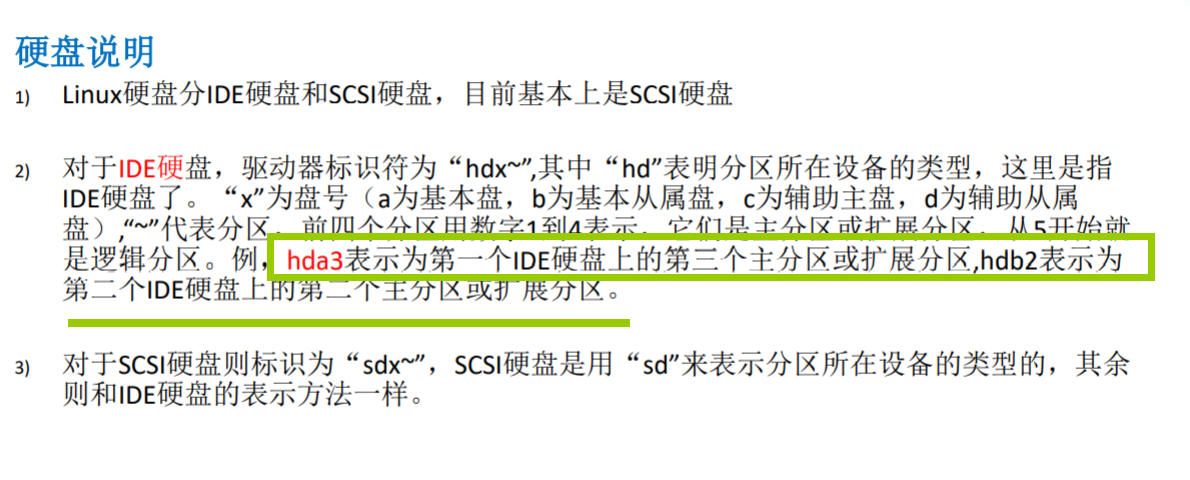 硬盘说明
1) Linux硬盘分IDE硬盘和SCSI硬盘，目前基本上是SCSI硬盘
2) 对于IDE硬盘，驱动器标识符为“hdx~”,其中“hd”表明分区所在设备的类型，这里是指
IDE硬盘了。“x”为盘号（a为基本盘，b为基本从属盘，c为辅助主盘，d为辅助从属
盘）,“~”代表分区，前四个分区用数字1到4表示，它们是主分区或扩展分区，从5开始就
是逻辑分区。例，hda3表示为第一个IDE硬盘上的第三个主分区或扩展分区,hdb2表示为
第二个IDE硬盘上的第二个主分区或扩展分区。
3) 对于SCSI硬盘则标识为“sdx~”，SCSI硬盘是用“sd”来表示分区所在设备的类型的，其余
则和IDE硬盘的表示方法一样。